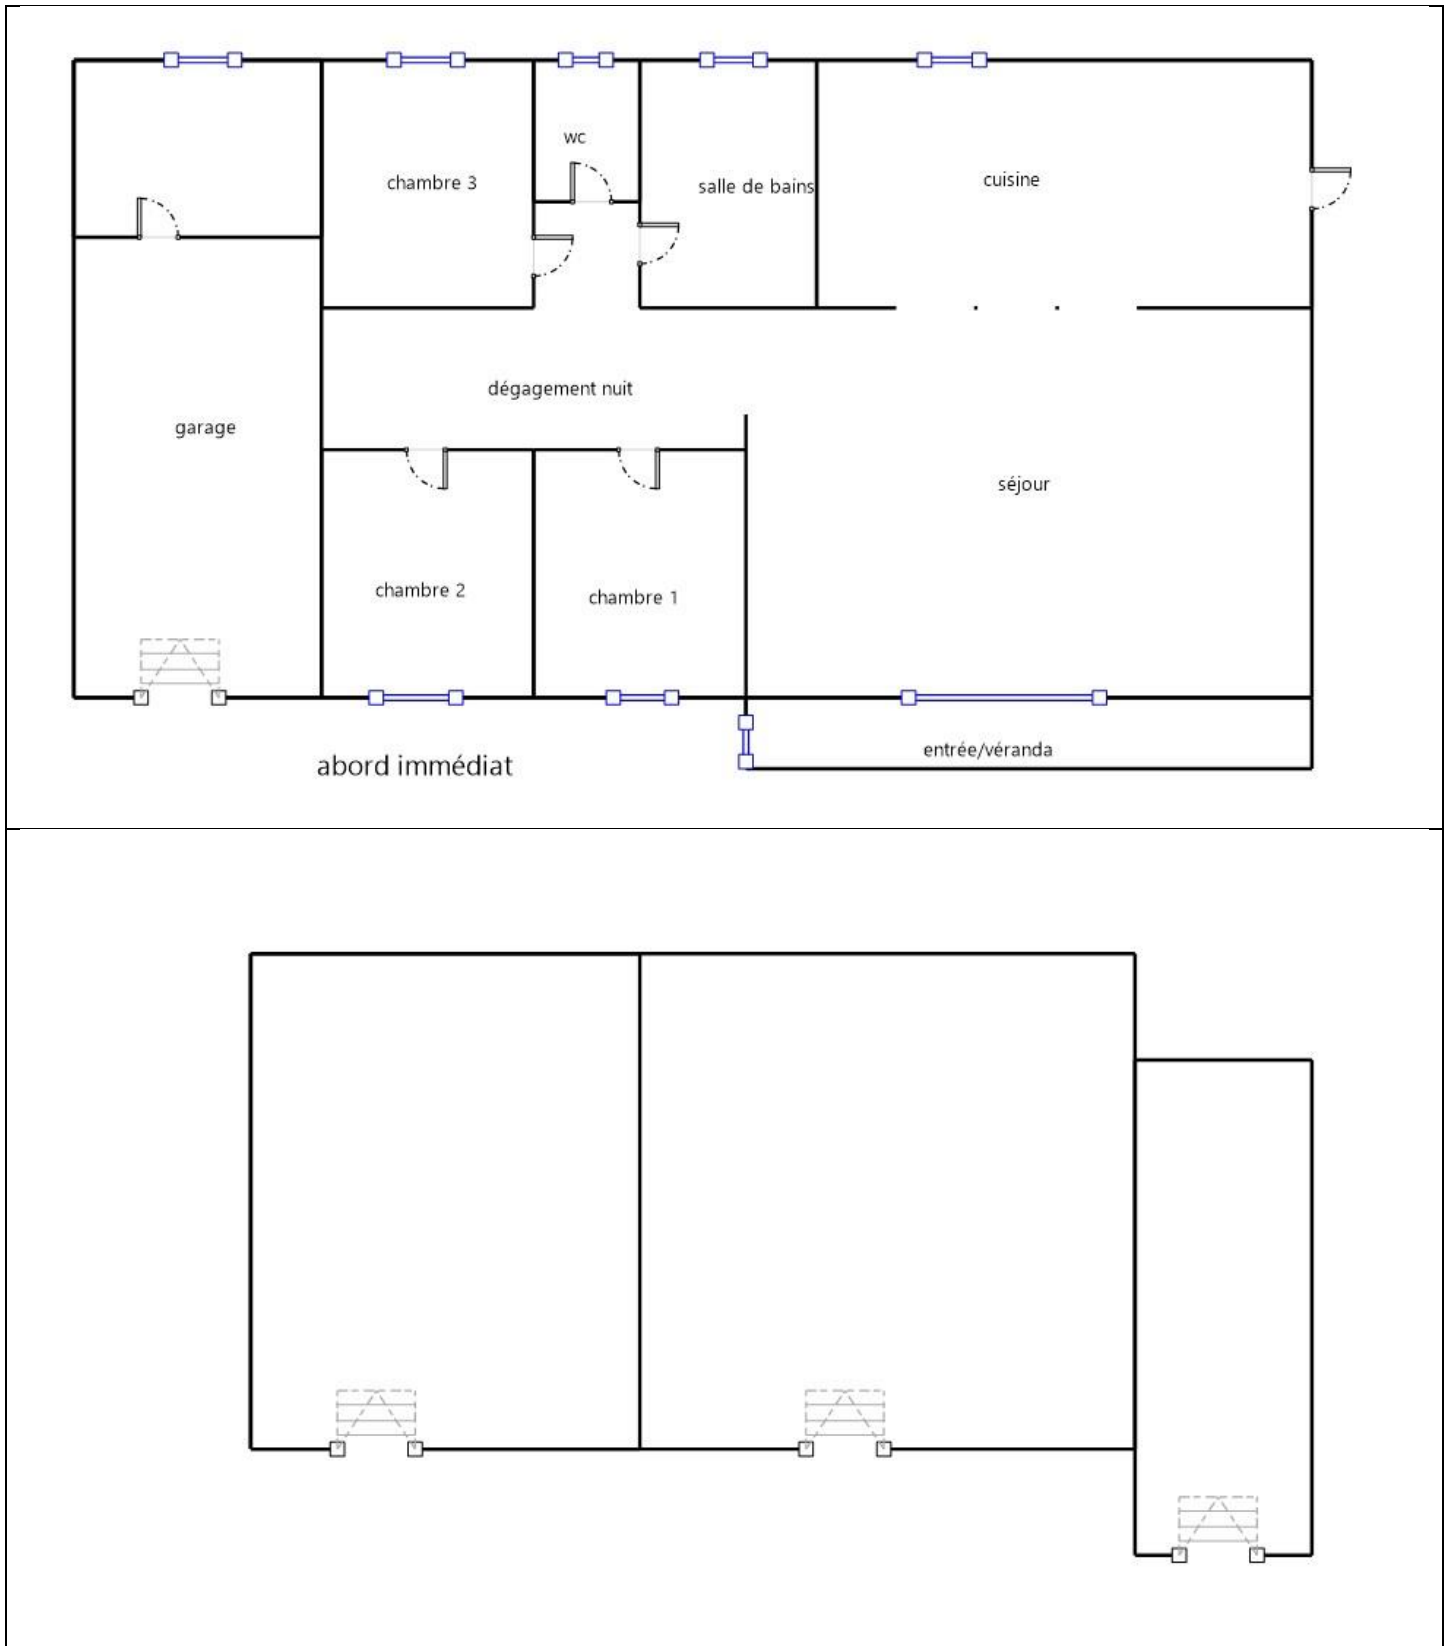 wc
chambre 3
salle de bains
cuisine
dégagement nuit
garage
séjour
chambre 2
chambre 1
entrée/véranda
abord immédiat